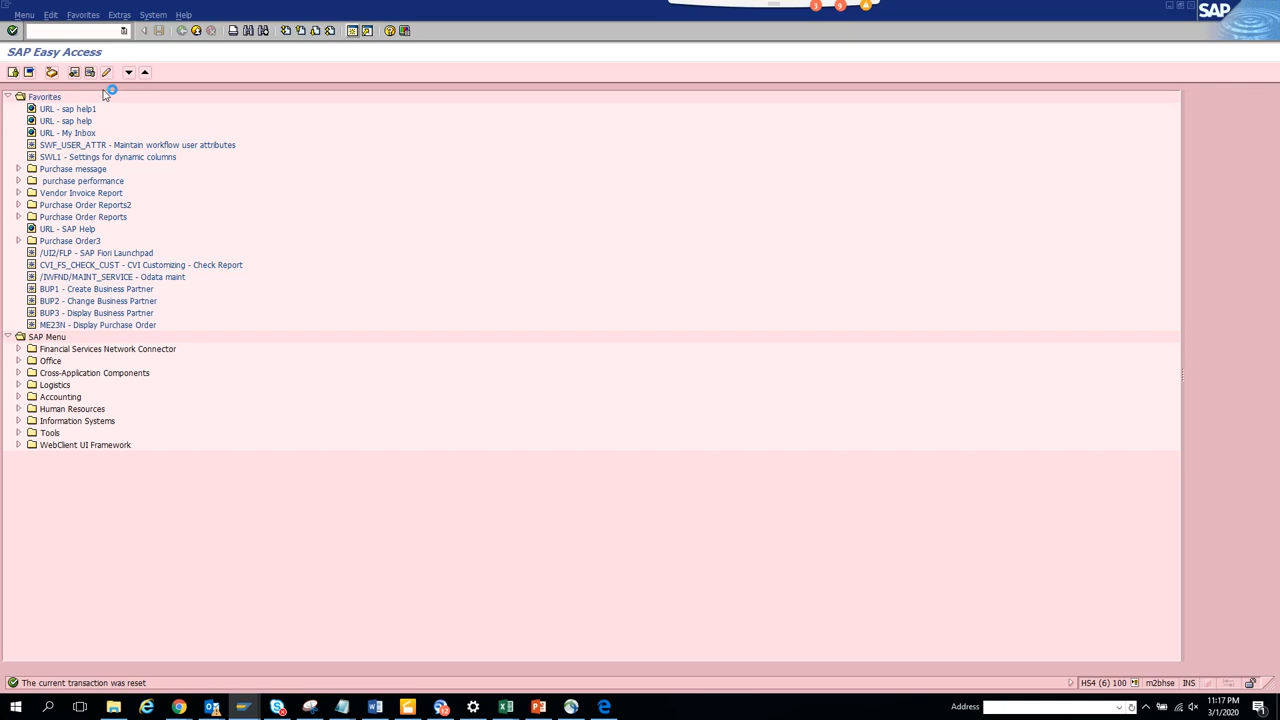 3 9
Menu Edit Favorites Extras System Help
SAP
SAP Easy Access
Favorites
URL - sap help1
URL - sap help
URL - My Inbox
SWF_USER_ATTR - Maintain workflow user attributes
SWL1 - Settings for dynamic columns
Purchase message
purchase performance
Vendor Invoice Report
Purchase Order Reports2
Purchase Order Reports
URL - SAP Help
Purchase Order3
/UI2/FLP - SAP Fiori Launchpad
CVI_FS_CHECK_CUST - CVI Customizing - Check Report
/IWFND/MAINT_SERVICE - Odata maint
BUP1 - Create Business Partner
BUP2 - Change Business Partner
BUP3 - Display Business Partner
ME23N - Display Purchase Order
SAP Menu
Financial Services Network Connector
Office
Cross-Application Components
Logistics
Accounting
Human Resources
Information Systems
Tools
WebClient UI Framework
The current transaction was reset
HS4 (6) 100 m2bhse INS
Address
11:17 PM
3/1/2020